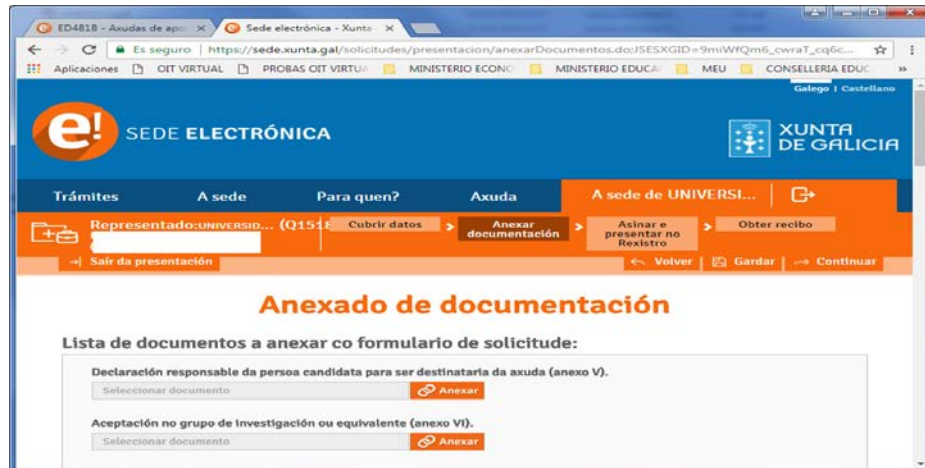 ED481B - Axudas de apo
Sede electrónica - Xunta
Es seguro | https://sede.xunta.gal/solicitudes/presentacion/anexarDocumentos.do;JSESXGID=9miWfQm6_cwraT_cq6c...
Aplicaciones OIT VIRTUAL PROBAS OIT VIRTUA MINISTERIO ECONO MINISTERIO EDUCA MEU CONSELLERIA EDUC »
Galego | Castellano
e! SEDE ELECTRÓNICA
XUNTA
DE GALICIA
Trámites A sede Para quen? Axuda A sede de UNIVERSI...
Representado:UNIVERSID... (Q1518
Cubrir datos > Anexar documentación > Asinar e presentar no Rexistro > Obter recibo
Saír da presentación Volver Gardar Continuar
Anexado de documentación
Lista de documentos a anexar co formulario de solicitude:
Declaración responsable da persoa candidata para ser destinataria da axuda (anexo V).
Seleccionar documento Anexar
Aceptación no grupo de investigación ou equivalente (anexo VI).
Seleccionar documento Anexar